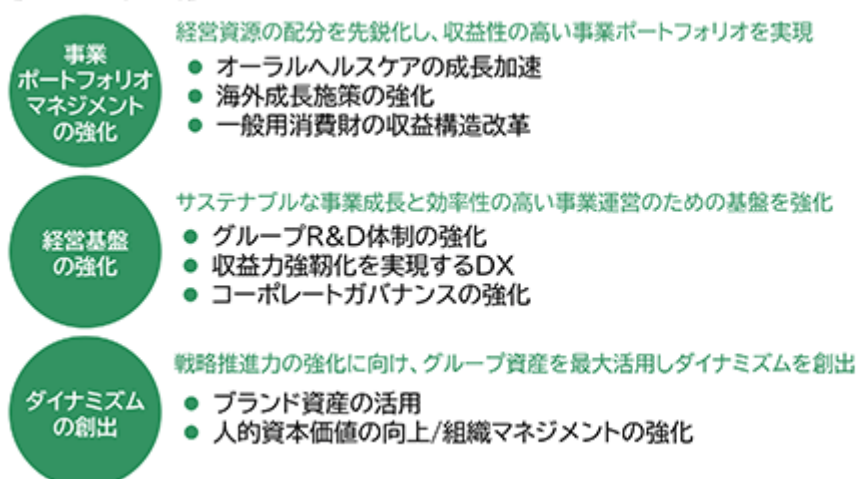 事業
ポートフォリオ
マネジメント
の強化
経営資源の配分を先鋭化し、収益性の高い事業ポートフォリオを実現
● オーラルヘルスケアの成長加速
● 海外成長施策の強化
● 一般用消費財の収益構造改革
経営基盤
の強化
サステナブルな事業成長と効率性の高い事業運営のための基盤を強化
● グループR&D体制の強化
● 収益力強靭化を実現するDX
● コーポレートガバナンスの強化
ダイナミズム
の創出
戦略推進力の強化に向け、グループ資産を最大活用しダイナミズムを創出
● ブランド資産の活用
● 人的資本価値の向上/組織マネジメントの強化